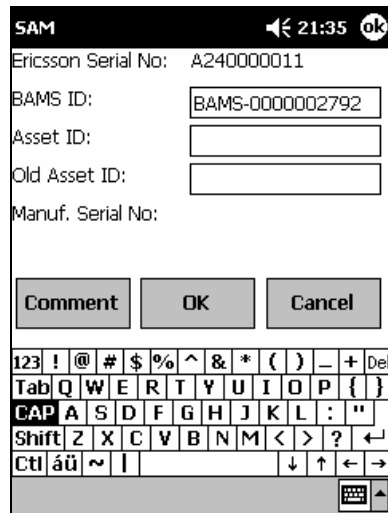 SAM 21:35 ok
Ericsson Serial No: A240000011
BAMS ID: BAMS-0000002792
Asset ID:
Old Asset ID:
Manuf. Serial No:
Comment OK Cancel
123 ! @ # $ % ^ & * ( ) _ + Del
Tab Q W E R T Y U I O P { }
CAP A S D F G H J K L : "
Shift Z X C V B N M < > ? ↵
Ctl áü ~ | ↓ ↑ ← →